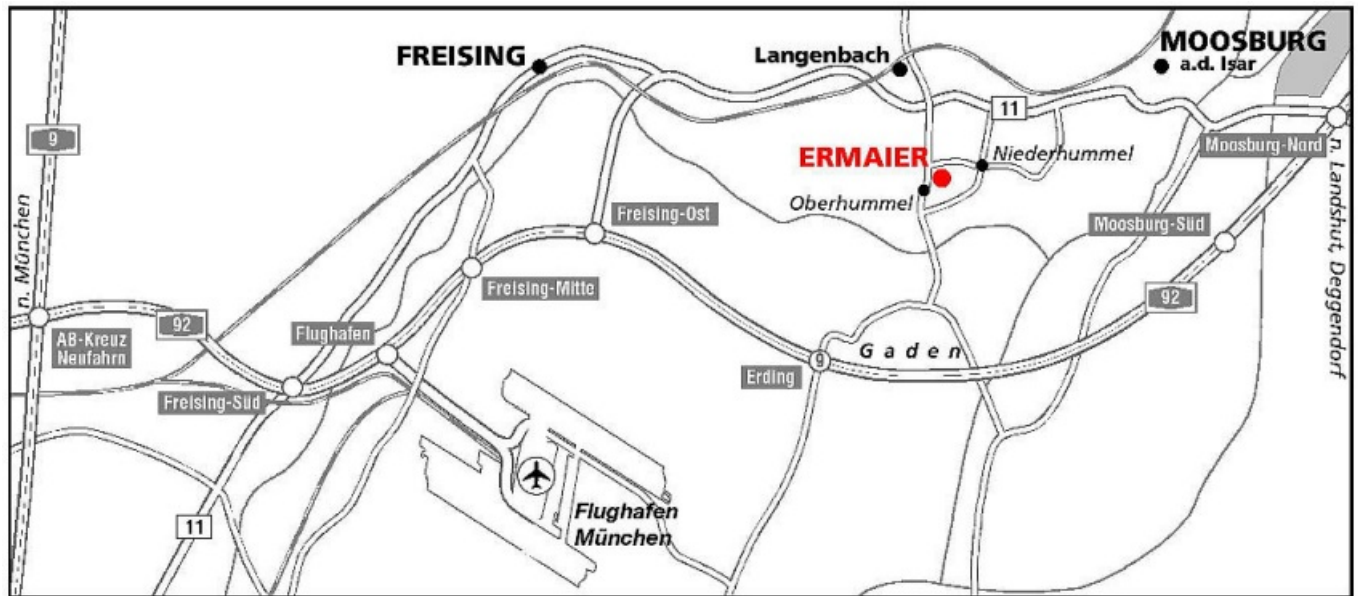 FREISING
Langenbach
MOOSBURG
a.d. Isar
9
11
Moosburg-Nord
ERMAIER
Niederhummel
Oberhummel
Freising-Ost
Moosburg-Süd
n. München
Freising-Mitte
92
92
Flughafen
AB-Kreuz
Neufahrn
n. Landshut, Deggendorf
Gaden
9
Erding
Freising-Süd
11
Flughafen
München